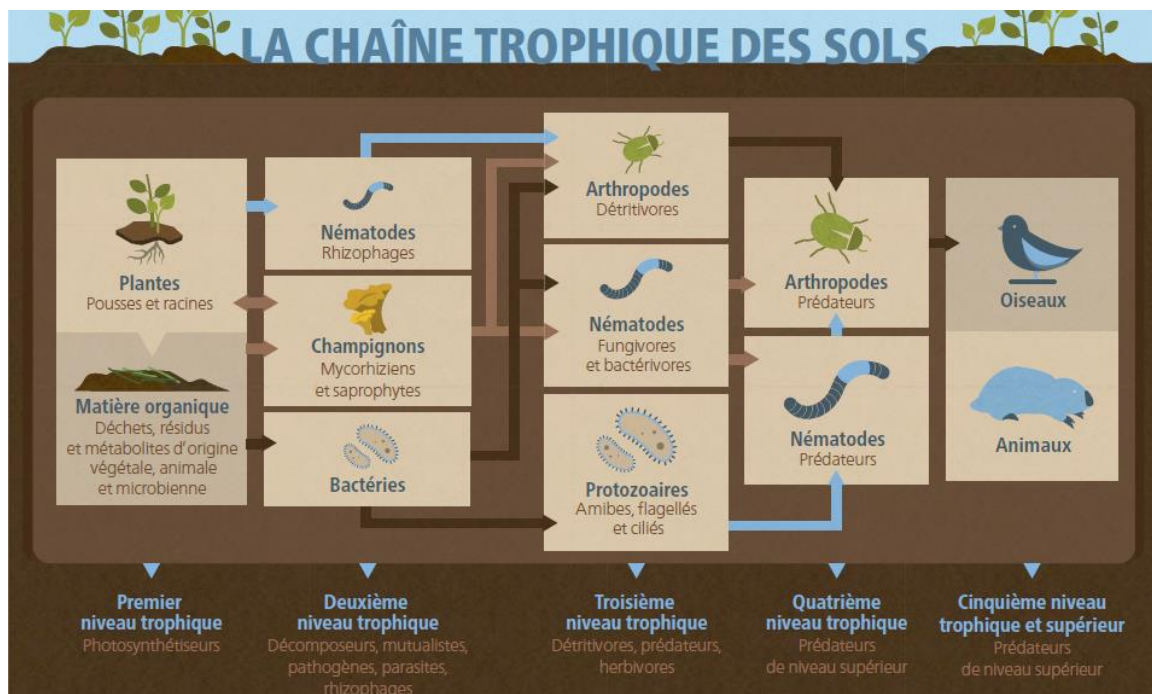 LA CHAÎNE TROPHIQUE DES SOLS
Plantes
Pousses et racines
Matière organique
Déchets, résidus
et métabolites d'origine
végétale, animale
et microbienne
Nématodes
Rhizophages
Champignons
Mycorhiziens
et saprophytes
Bactéries
Arthropodes
Détritivores
Nématodes
Fungivores
et bactérivores
Protozoaires
Amibes, flagellés
et ciliés
Arthropodes
Prédateurs
Nématodes
Prédateurs
Oiseaux
Animaux
Premier
niveau trophique
Photosynthétiseurs
Deuxième
niveau trophique
Décomposeurs, mutualistes,
pathogènes, parasites,
rhizophages
Troisième
niveau trophique
Détritivores, prédateurs,
herbivores
Quatrième
niveau trophique
Prédateurs
de niveau supérieur
Cinquième niveau
trophique et supérieur
Prédateurs
de niveau supérieur